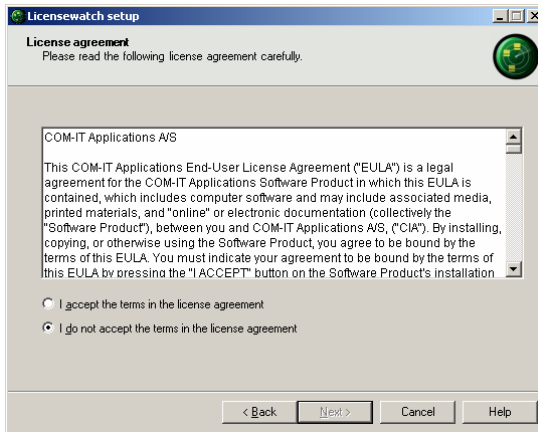 Licensewatch setup
License agreement
Please read the following license agreement carefully.
COM-IT Applications A/S
This COM-IT Applications End-User License Agreement ("EULA") is a legal
agreement for the COM-IT Applications Software Product in which this EULA is
contained, which includes computer software and may include associated media,
printed materials, and "online" or electronic documentation (collectively the
"Software Product"), between you and COM-IT Applications A/S, ("CIA"). By installing,
copying, or otherwise using the Software Product, you agree to be bound by the
terms of this EULA. You must indicate your agreement to be bound by the terms of
this EULA by pressing the "I ACCEPT" button on the Software Product's installation
I accept the terms in the license agreement
I do not accept the terms in the license agreement
< Back Next > Cancel Help